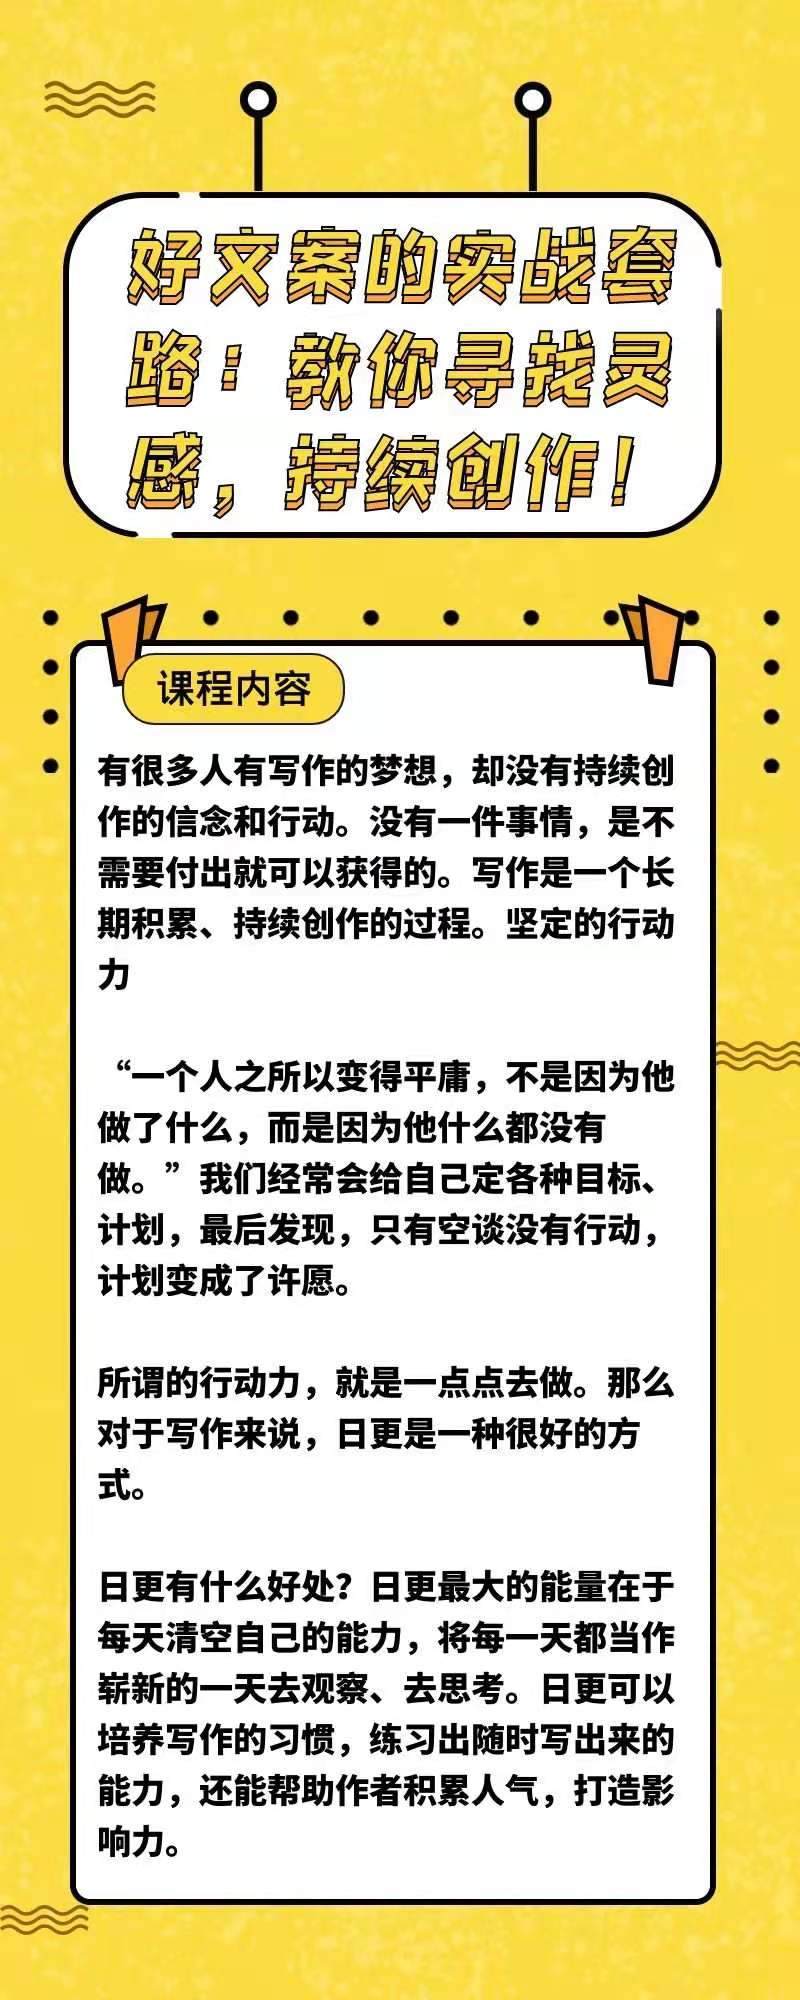 好文案的实战套
路：教你寻找灵
感，持续创作！
课程内容
有很多人有写作的梦想，却没有持续创
作的信念和行动。没有一件事情，是不
需要付出就可以获得的。写作是一个长
期积累、持续创作的过程。坚定的行动
力
“一个人之所以变得平庸，不是因为他
做了什么，而是因为他什么都没有
做。”我们经常会给自己定各种目标、
计划，最后发现，只有空谈没有行动，
计划变成了许愿。
所谓的行动力，就是一点点去做。那么
对于写作来说，日更是一种很好的方
式。
日更有什么好处？日更最大的能量在于
每天清空自己的能力，将每一天都当作
崭新的一天去观察、去思考。日更可以
培养写作的习惯，练习出随时写出来的
能力，还能帮助作者积累人气，打造影
响力。